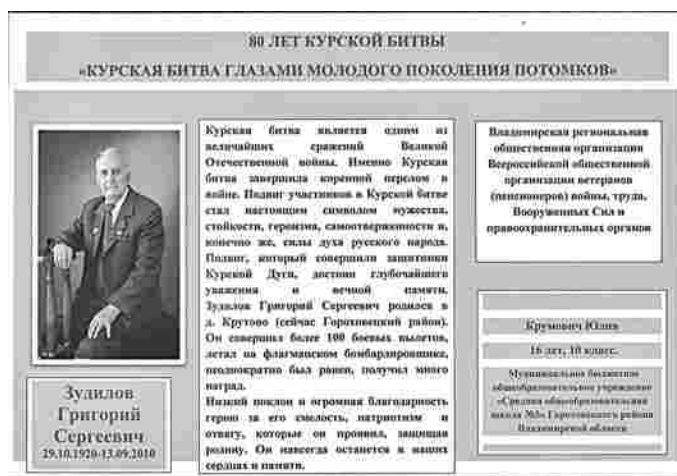 80 ЛЕТ КУРСКОЙ БИТВЫ
«КУРСКАЯ БИТВА ГЛАЗАМИ МОЛОДОГО ПОКОЛЕНИЯ ПОТОМКОВ»
Зудилов
Григорий
Сергеевич
29.10.1920-13.09.2010
Курская битва является одним из
величайших сражений Великой
Отечественной войны. Именно Курская
битва завершила коренной перелом в
войне. Подвиг участников в Курской битве
стал настоящим символом мужества,
стойкости, героизма, самоотверженности и,
конечно же, силы духа русского народа.
Подвиг, который совершили защитники
Курской Дуги, достоин глубочайшего
уважения и вечной памяти.
Зудилов Григорий Сергеевич родился в
д. Крутово (сейчас Гороховецкий район).
Он совершил более 100 боевых вылетов,
летал на флагманском бомбардировщике,
неоднократно был ранен, получил много
наград.
Низкий поклон и огромная благодарность
герою за его смелость, патриотизм и
отвагу, которые он проявил, защищая
родину. Он навсегда останется в наших
сердцах и памяти.
Владимирская региональная
общественная организация
Всероссийской общественной
организации ветеранов
(пенсионеров) войны, труда,
Вооруженных Сил и
правоохранительных органов
Крумович Юлия
16 лет, 10 класс.
Муниципальное бюджетное
общеобразовательное учреждение
«Средняя общеобразовательная
школа №3» Гороховецкого района
Владимирской области